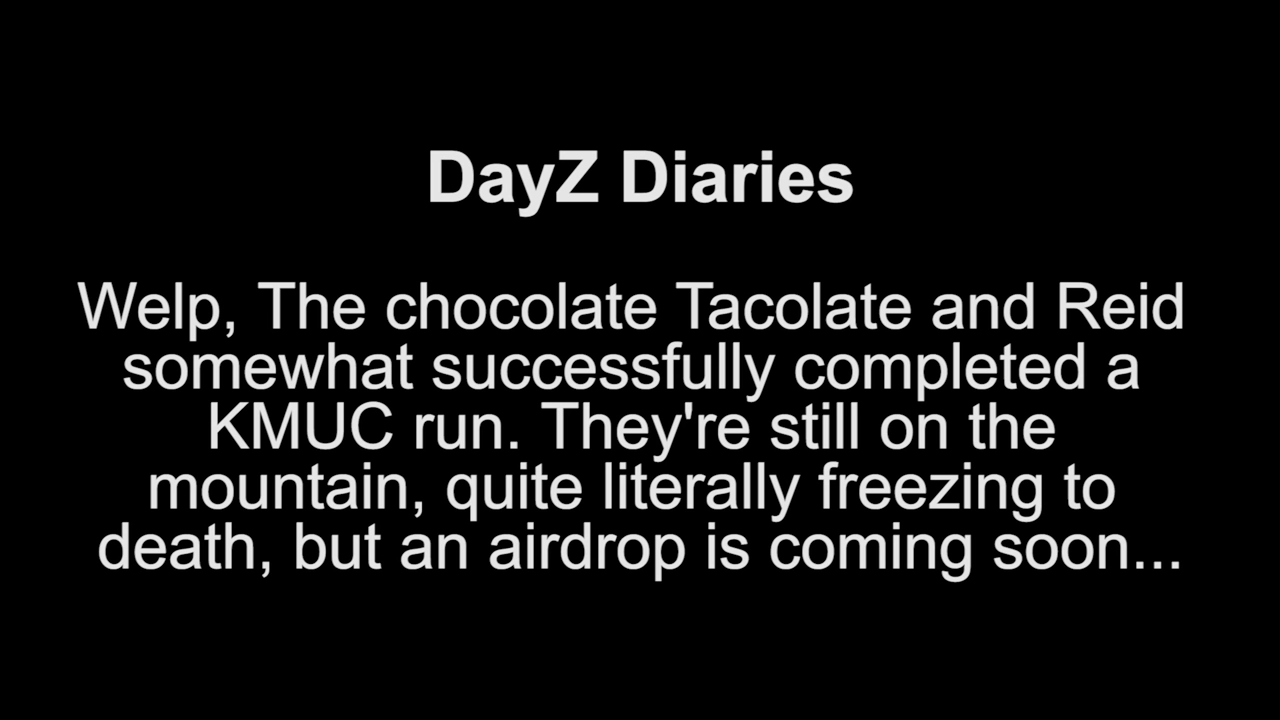 DayZ Diaries
Welp, The chocolate Tacolate and Reid
somewhat successfully completed a
KMUC run. They're still on the
mountain, quite literally freezing to
death, but an airdrop is coming soon...